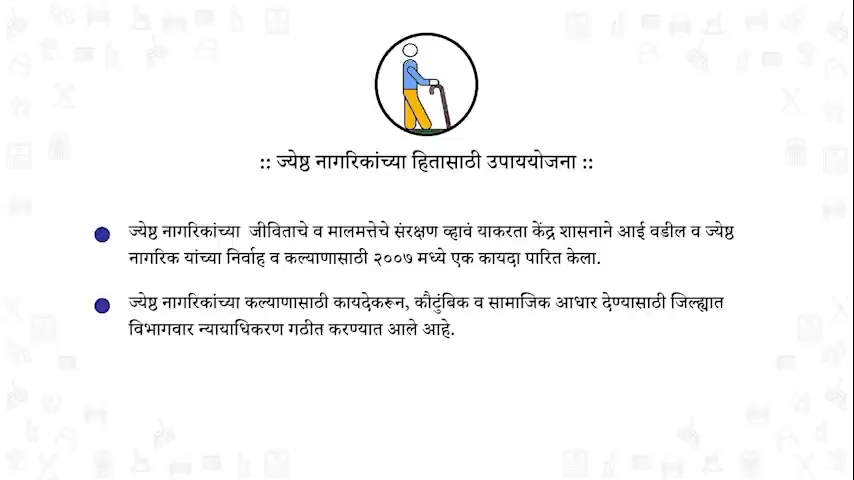 :: ज्येष्ठ नागरिकांच्या हितासाठी उपाययोजना ::
ज्येष्ठ नागरिकांच्या जीविताचे व मालमत्तेचे संरक्षण व्हावं याकरता केंद्र शासनाने आई वडील व ज्येष्ठ
नागरिक यांच्या निर्वाह व कल्याणासाठी २००७ मध्ये एक कायदा पारित केला.
ज्येष्ठ नागरिकांच्या कल्याणासाठी कायदेकरून, कौटुंबिक व सामाजिक आधार देण्यासाठी जिल्ह्यात
विभागवार न्यायाधिकरण गठीत करण्यात आले आहे.